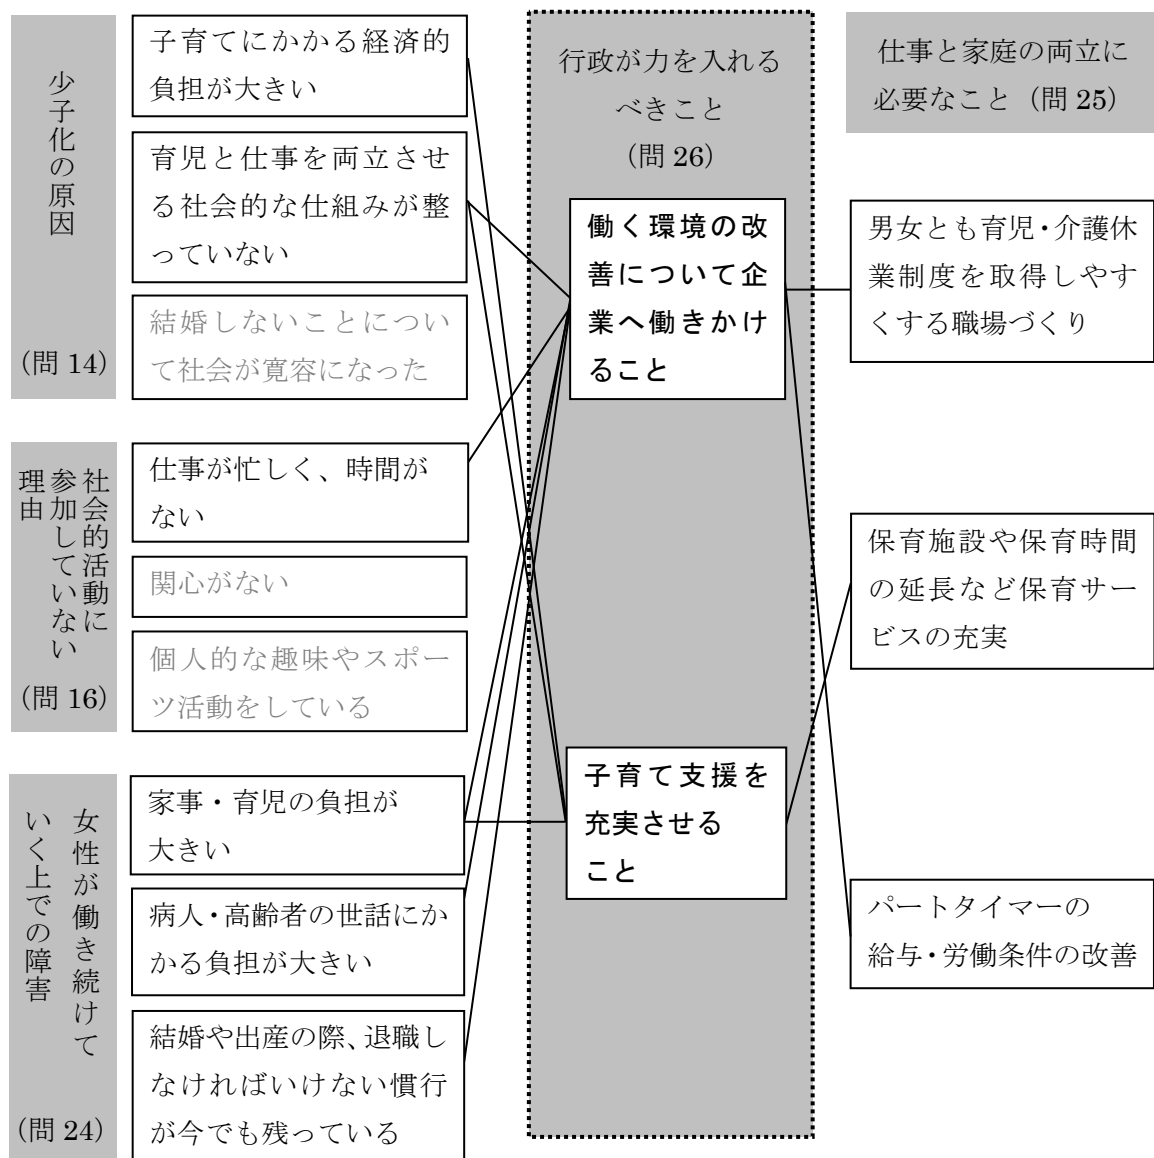 少子化の原因
（問 14）
子育てにかかる経済的
負担が大きい
育児と仕事を両立させ
る社会的な仕組みが整
っていない
結婚しないことについ
て社会が寛容になった
社会的活動に
参加していない
理由
（問 16）
仕事が忙しく、時間が
ない
関心がない
個人的な趣味やスポー
ツ活動をしている
女性が働き続けて
いく上での障害
（問 24）
家事・育児の負担が
大きい
病人・高齢者の世話にか
かる負担が大きい
結婚や出産の際、退職し
なければいけない慣行
が今でも残っている
行政が力を入れる
べきこと
（問 26）
働く環境の改
善について企
業へ働きかけ
ること
子育て支援を
充実させる
こと
仕事と家庭の両立に
必要なこと（問 25）
男女とも育児・介護休
業制度を取得しやす
くする職場づくり
保育施設や保育時間
の延長など保育サー
ビスの充実
パートタイマーの
給与・労働条件の改善